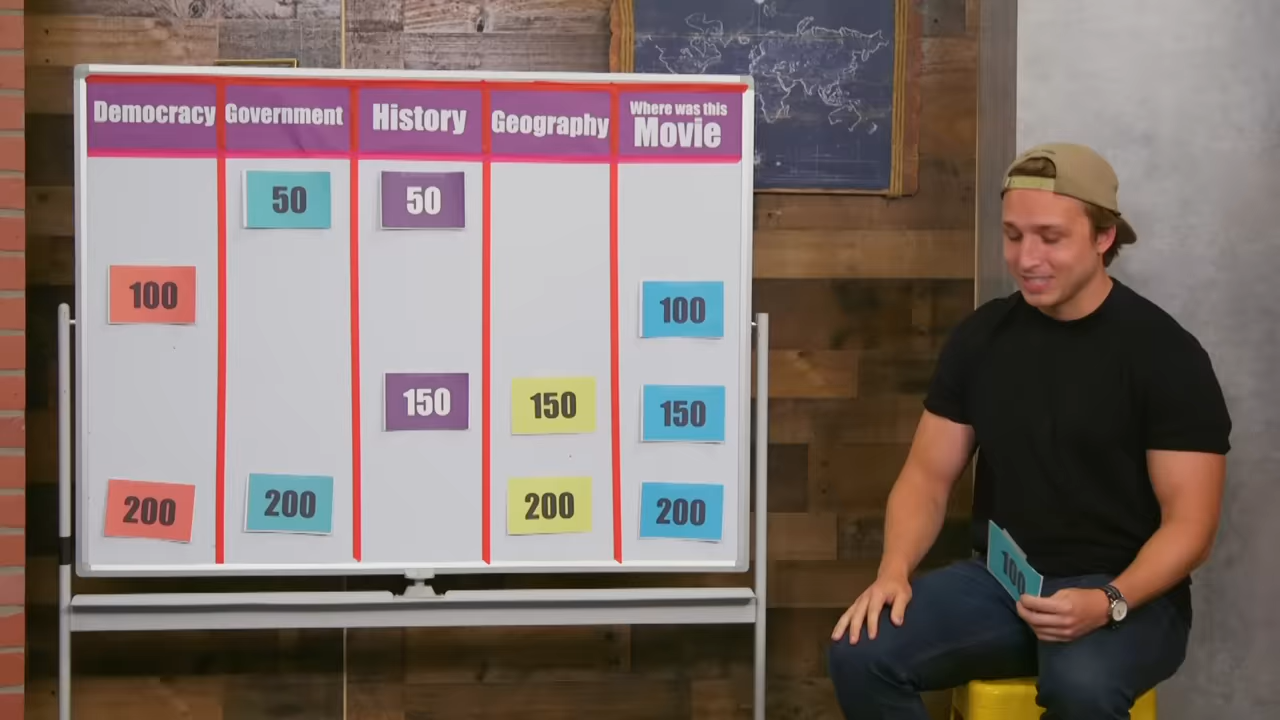 Democracy Government History Geography Where was this
Movie
50 50
100 100
150 150 150
200 200 200 200
100